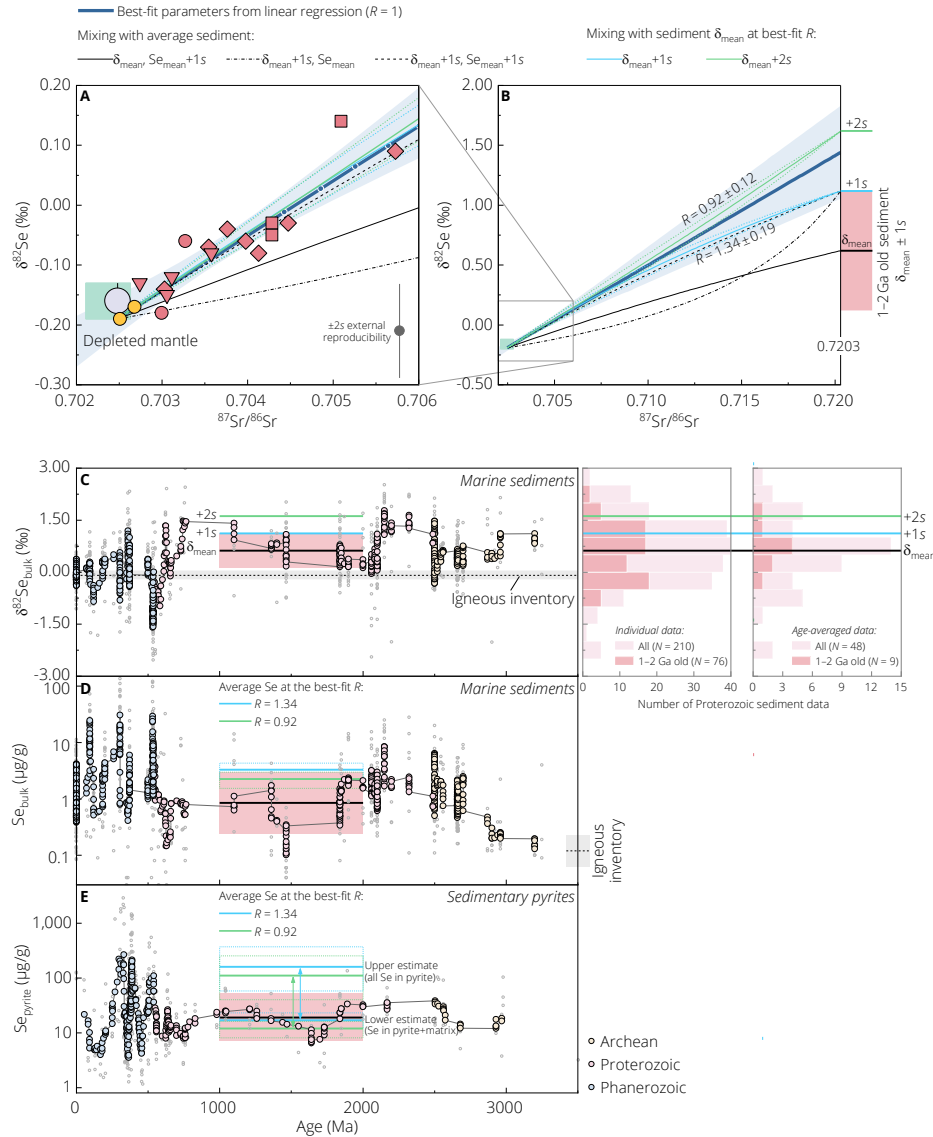 Best-fit parameters from linear regression (R = 1)
Mixing with average sediment:
Mixing with sediment δmean at best-fit R:
δmean, Semean+1s
δmean+1s, Semean
δmean+1s, Semean+1s
δmean+1s
δmean+2s
A
0.20
0.10
0.00
-0.10
-0.20
-0.30
δ82Se (‰)
Depleted mantle
±2s external
reproducibility
0.702
0.703
0.704
0.705
0.706
87Sr/86Sr
B
2.00
1.50
1.00
0.50
0.00
-0.50
δ82Se (‰)
R = 0.92 ± 0.12
R = 1.34 ± 0.19
+2s
+1s
δmean
1–2 Ga old sediment
δmean ± 1s
0.7203
0.705
0.710
0.715
0.720
87Sr/86Sr
C
Marine sediments
3.00
1.50
0.00
-1.50
-3.00
δ82Sebulk (‰)
+2s
+1s
δmean
Igneous inventory
Individual data:
All (N = 210)
1–2 Ga old (N = 76)
0
10
20
30
40
Age-averaged data:
All (N = 48)
1–2 Ga old (N = 9)
0
3
6
9
12
15
+2s
+1s
δmean
Number of Proterozoic sediment data
D
Marine sediments
Average Se at the best-fit R:
R = 1.34
R = 0.92
100
10
1
0.1
Sebulk (µg/g)
Igneous
inventory
E
Sedimentary pyrites
Average Se at the best-fit R:
R = 1.34
R = 0.92
1,000
100
10
1
Sepyrite (µg/g)
Upper estimate
(all Se in pyrite)
Lower estimate
(Se in pyrite+matrix)
0
1000
2000
3000
Age (Ma)
Archean
Proterozoic
Phanerozoic